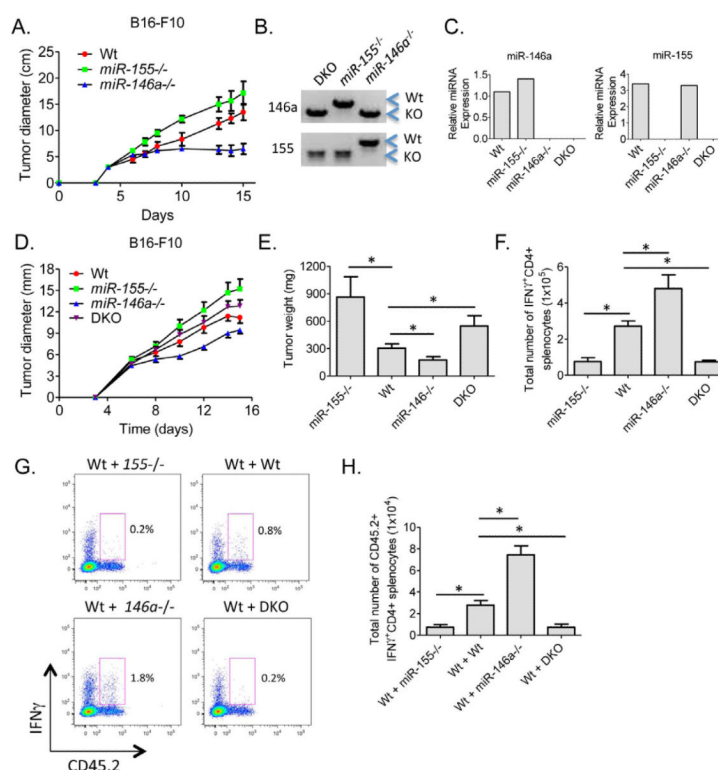 A.
B16-F10
Wt
miR-155-/-
miR-146a-/-
Tumor diameter (cm)
25
20
15
10
5
0
0 5 10 15
Days
B.
DKO
miR-155-/-
miR-146a-/-
146a
Wt
KO
155
Wt
KO
C.
miR-146a
Relative miRNA
Expression
1.5
1.0
0.5
0.0
Wt
miR-155-/-
miR-146a-/-
DKO
miR-155
Relative miRNA
Expression
4
3
2
1
0
Wt
miR-155-/-
miR-146a-/-
DKO
D.
B16-F10
Wt
miR-155-/-
miR-146a-/-
DKO
Tumor diameter (mm)
18
15
12
9
6
3
0
0 2 4 6 8 10 12 14 16
Time (days)
E.
Tumor weight (mg)
1200
900
600
300
0
*
*
*
miR-155-/-
Wt
miR-146-/-
DKO
F.
Total number of IFNγ+CD4+
splenocytes (1x10⁵)
6
4
2
0
*
*
*
miR-155-/-
Wt
miR-146a-/-
DKO
G.
Wt + 155-/-
0.2%
Wt + Wt
0.8%
Wt + 146a-/-
1.8%
Wt + DKO
0.2%
IFNγ
CD45.2
H.
Total number of CD45.2+
IFNγ+CD4+ splenocytes (1x10⁴)
10
8
6
4
2
0
*
*
*
Wt + miR-155-/-
Wt + Wt
Wt + miR-146a-/-
Wt + DKO